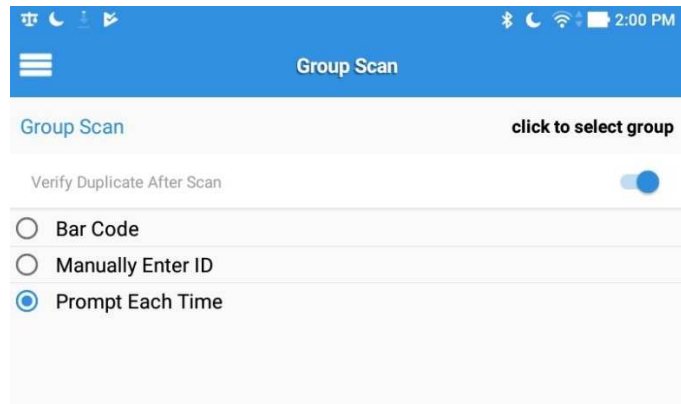 2:00 PM
Group Scan
Group Scan click to select group
Verify Duplicate After Scan
Bar Code
Manually Enter ID
Prompt Each Time